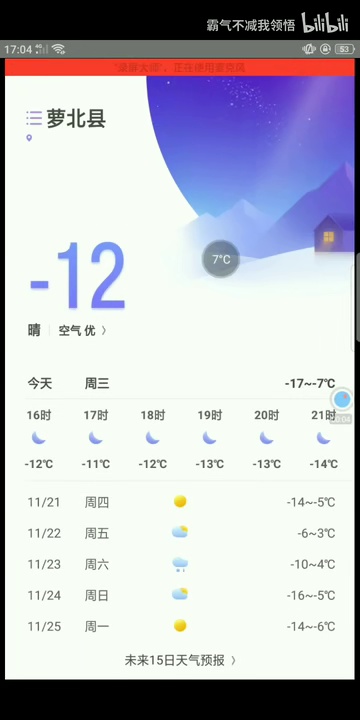 霸气不减我领悟 bilibili
17:04 53
"录屏大师"，正在使用麦克风
萝北县
-12
7°C
晴 空气 优 〉
今天 周三 -17~-7℃
16时 17时 18时 19时 20时 21时
-12℃ -11℃ -12℃ -13℃ -13℃ -14℃
11/21 周四 -14~-5℃
11/22 周五 -6~3℃
11/23 周六 -10~4℃
11/24 周日 -16~-5℃
11/25 周一 -14~-6℃
未来15日天气预报 〉